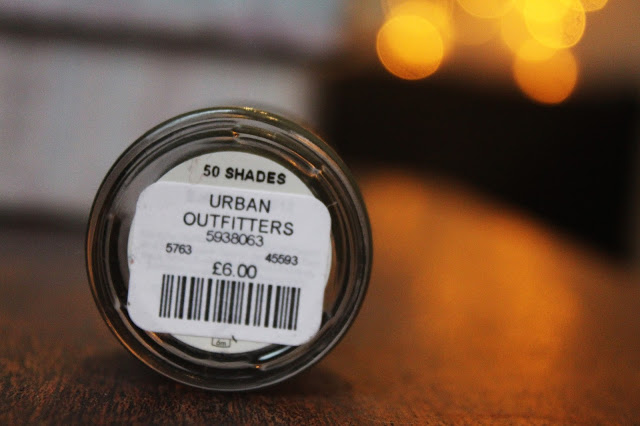 50 SHADES
URBAN
OUTFITTERS
5938063
5763 45593
£6.00